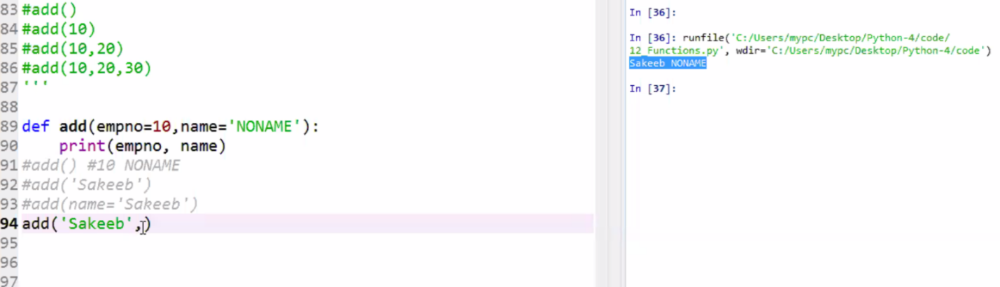 83 #add()
84 #add(10)
85 #add(10,20)
86 #add(10,20,30)
87 '''
88
89 def add(empno=10,name='NONAME'):
90     print(empno, name)
91 #add() #10 NONAME
92 #add('Sakeeb')
93 #add(name='Sakeeb')
94 add('Sakeeb',)
95
96
97
In [36]:
In [36]: runfile('C:/Users/mypc/Desktop/Python-4/code/
12_Functions.py', wdir='C:/Users/mypc/Desktop/Python-4/code')
Sakeeb NONAME
In [37]: